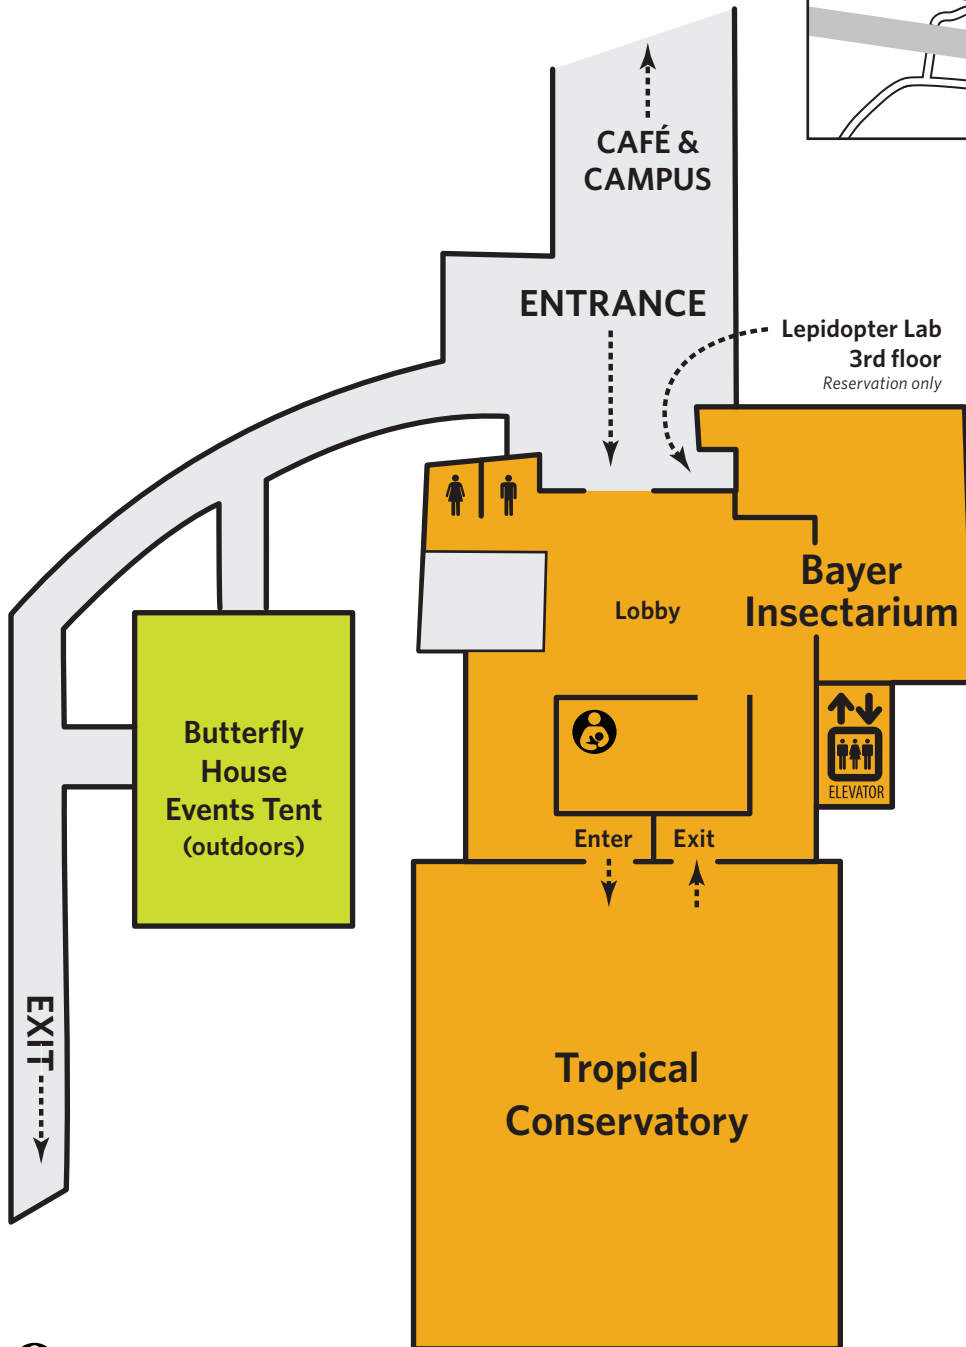 CAFÉ &
CAMPUS
ENTRANCE
Lepidopter Lab
3rd floor
Reservation only
Bayer
Insectarium
Lobby
ELEVATOR
Butterfly
House
Events Tent
(outdoors)
Enter
Exit
EXIT
Tropical
Conservatory